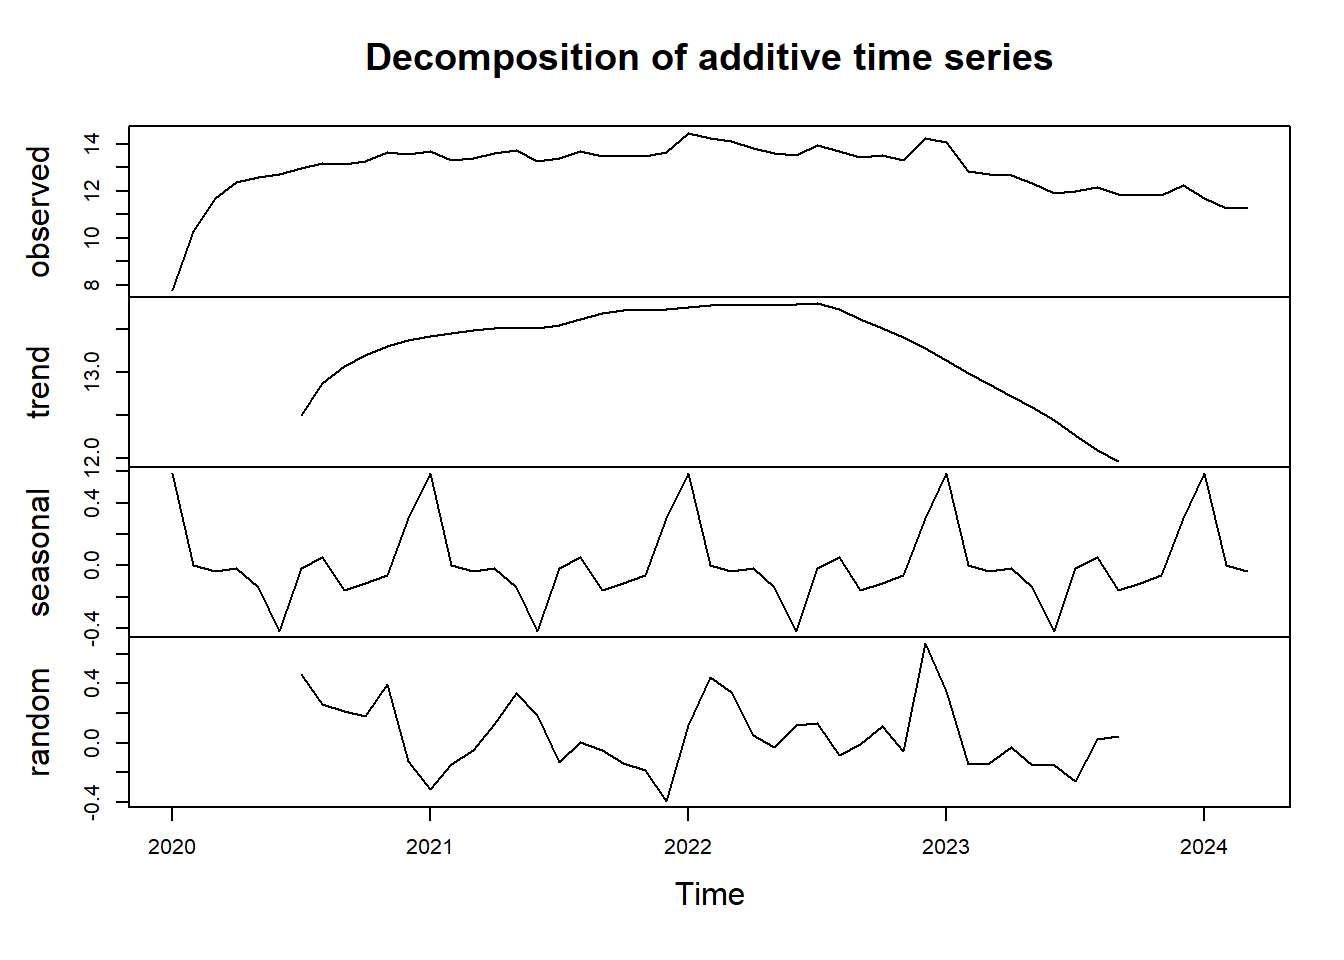 Decomposition of additive time series
observed
14
12
10
8
trend
13.0
12.0
seasonal
0.4
0.0
-0.4
random
0.4
0.0
-0.4
2020 2021 2022 2023 2024
Time